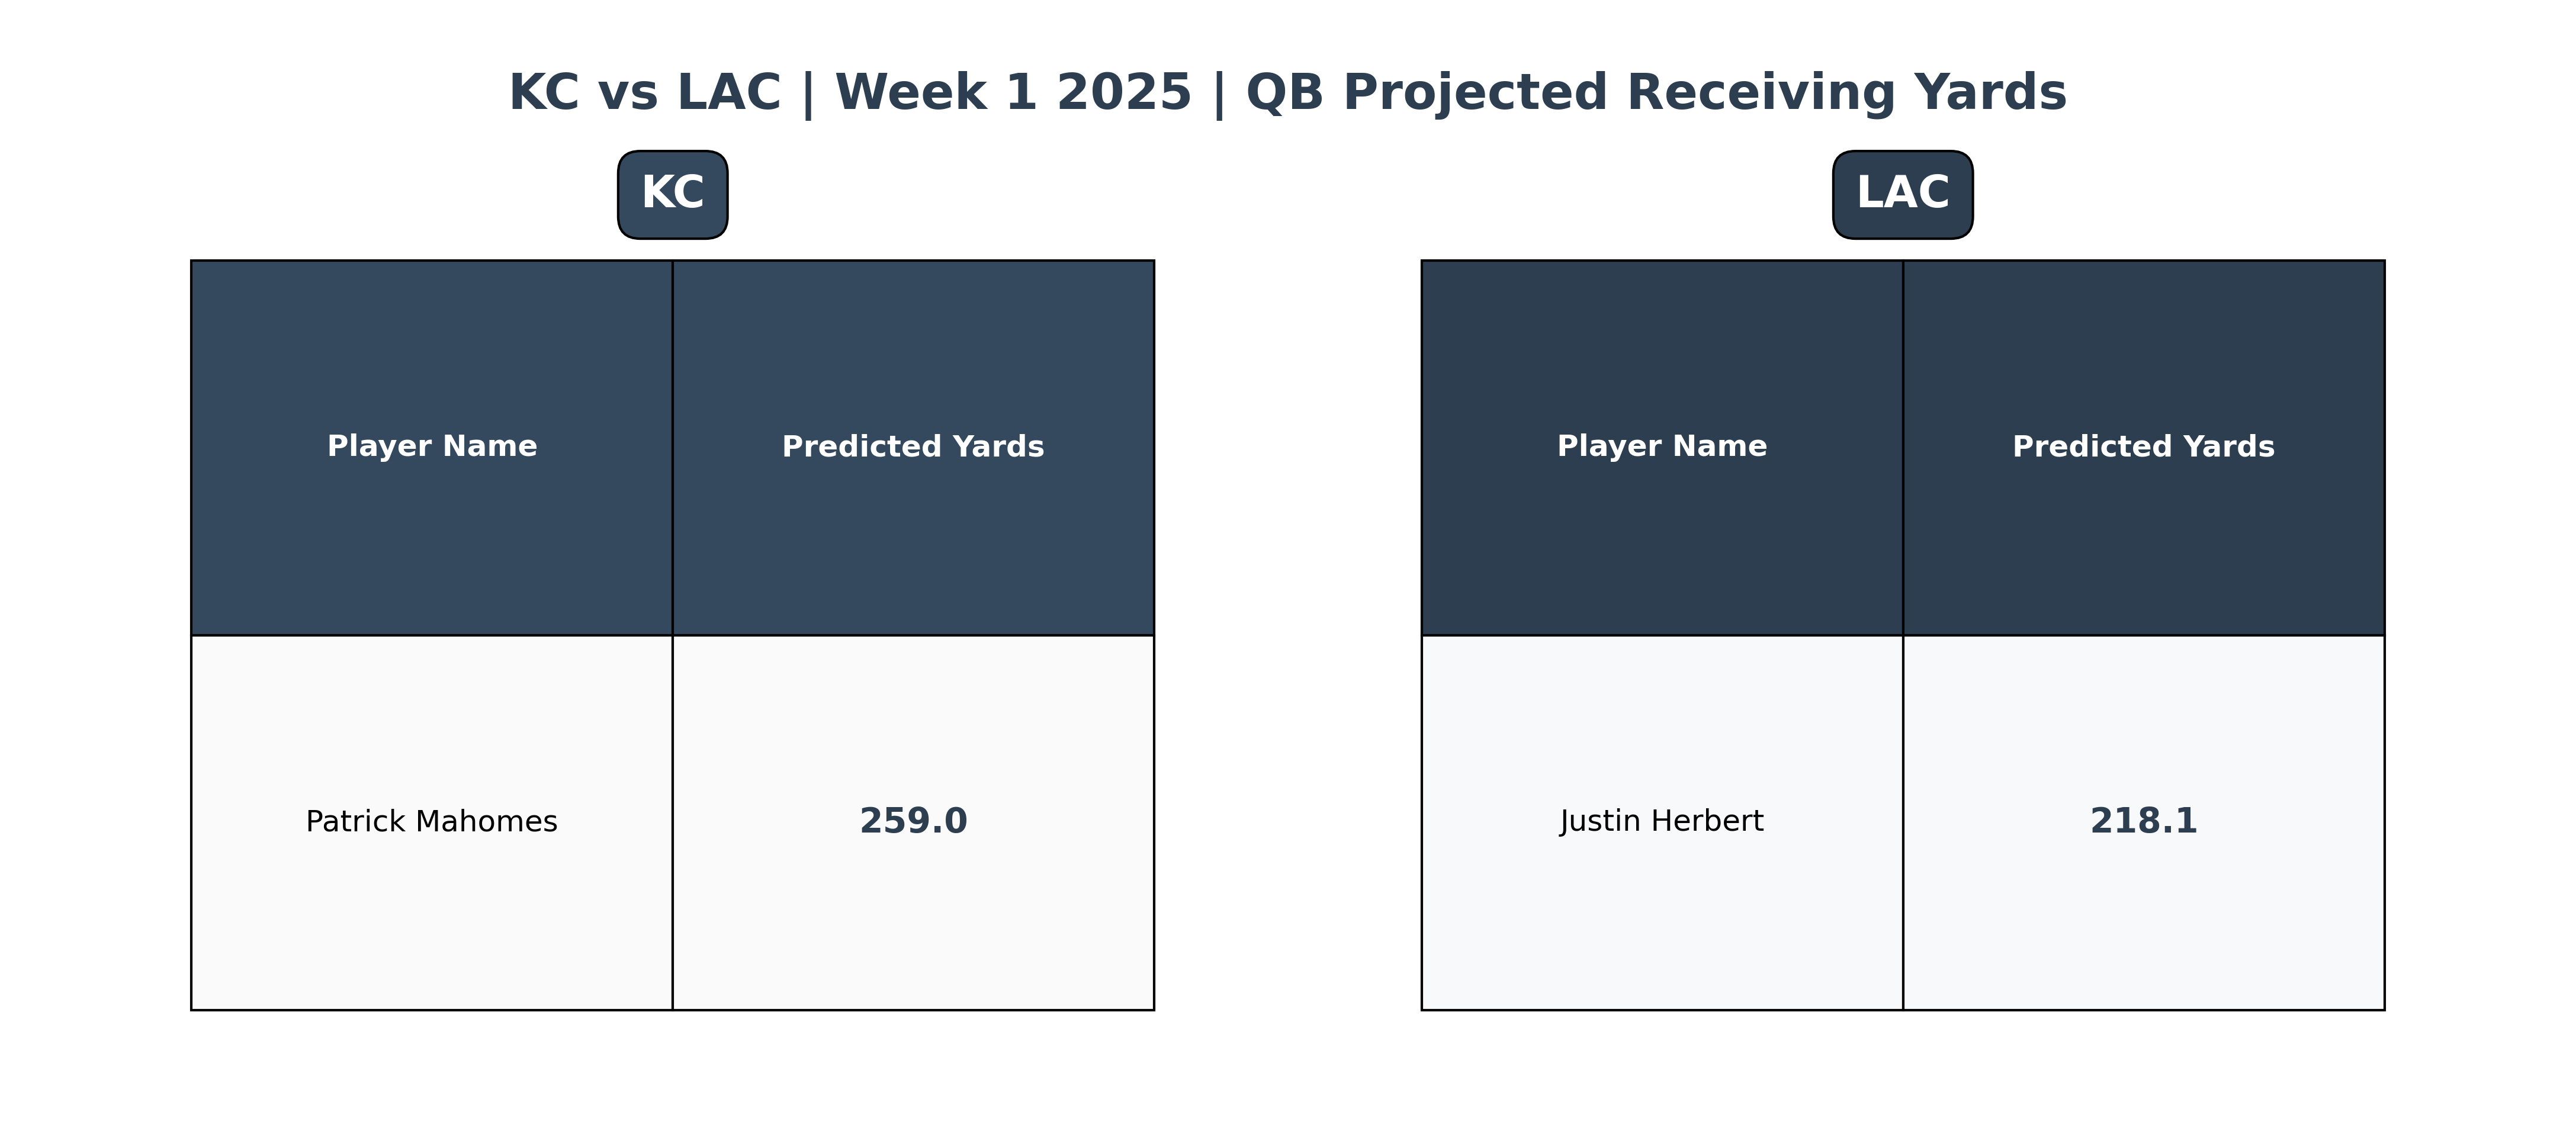 KC vs LAC | Week 1 2025 | QB Projected Receiving Yards
KC
Player Name Predicted Yards
Patrick Mahomes 259.0
LAC
Player Name Predicted Yards
Justin Herbert 218.1